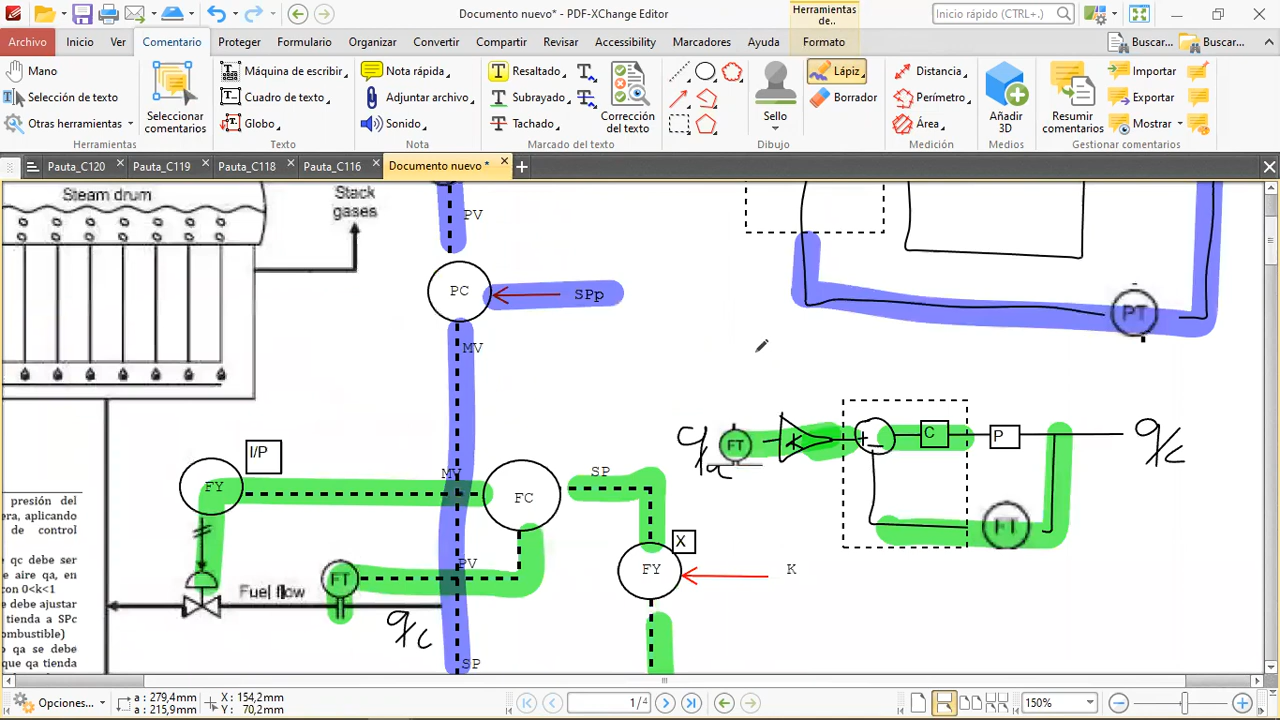 Documento nuevo * - PDF-XChange Editor
Herramientas de..
Inicio rápido (CTRL+.)
Archivo
Inicio
Ver
Comentario
Proteger
Formulario
Organizar
Convertir
Compartir
Revisar
Accessibility
Marcadores
Ayuda
Formato
Buscar...
Buscar...
Mano
Selección de texto
Otras herramientas
Seleccionar comentarios
Máquina de escribir
Cuadro de texto
Globo
Nota rápida
Adjuntar archivo
Sonido
Resaltado
Subrayado
Tachado
Corrección del texto
Sello
Lápiz
Borrador
Distancia
Perímetro
Área
Añadir 3D
Resumir comentarios
Importar
Exportar
Mostrar
Herramientas
Texto
Nota
Marcado del texto
Dibujo
Medición
Medios
Gestionar comentarios
Pauta_C120
Pauta_C119
Pauta_C118
Pauta_C116
Documento nuevo *
Steam drum
Stack
gases
PV
PC
SPp
MV
PT
I/P
FY
MV
FC
SP
X
FY
K
PV
FT
Fuel flow
qc
SP
qa
FT
K
+
−
C
P
qc
FT
presión del
era, aplicando
de control
qc debe ser
e aire qa, en
con 0<k<1
e debe ajustar
tienda a SPc
ombustible)
o qa se debe
que qa tienda
Opciones...
a : 279,4mm
a : 215,9mm
X : 154,2mm
Y : 70,2mm
1/4
150%